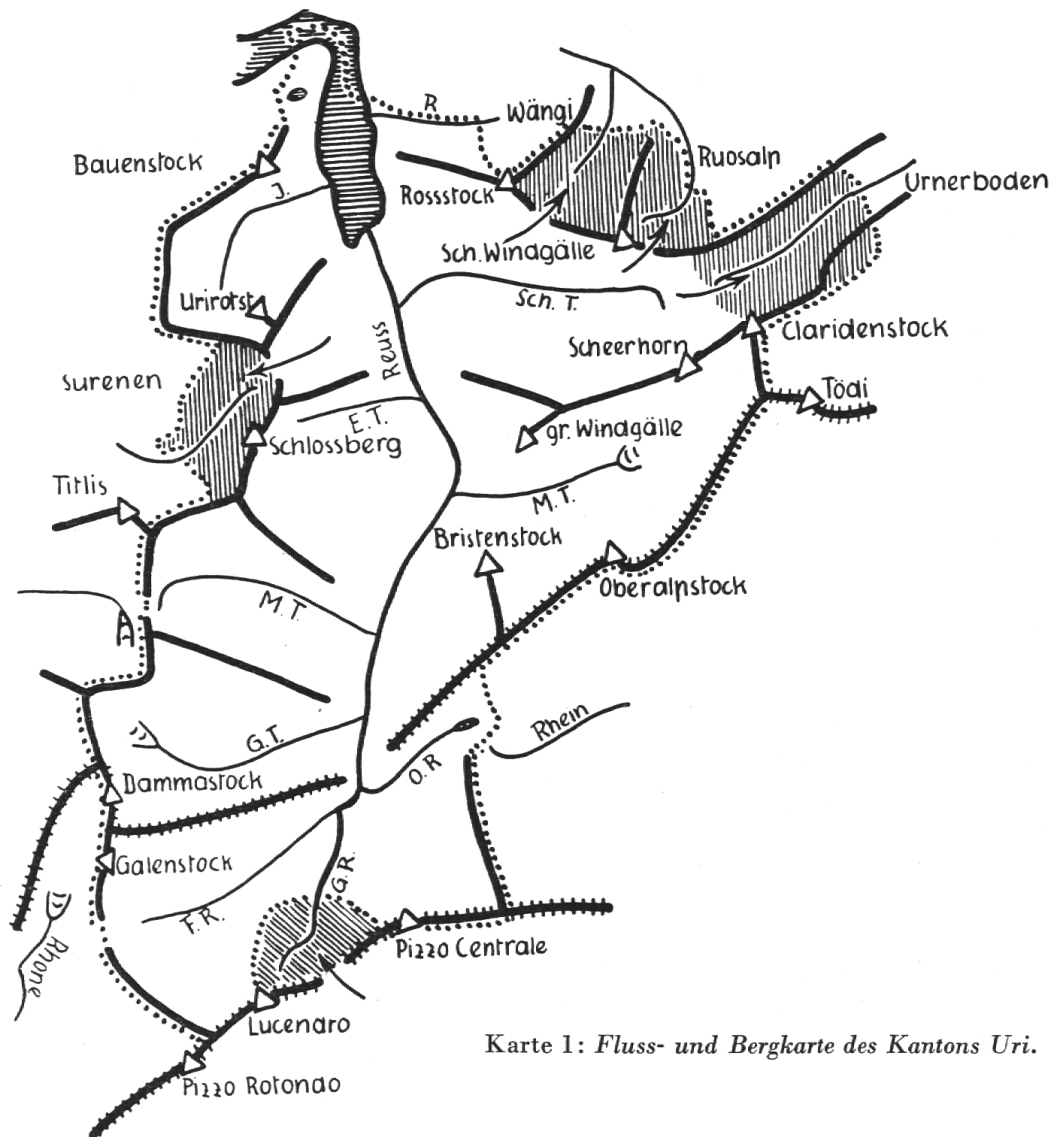 R
Wängi
Bauenstock
J.
Rossstock
Ruosalp
Urnerboden
Sch. Windgälle
Urirotst.
Sch. T.
Reuss
Claridenstock
Scheerhorn
Surenen
Tödi
E.T.
gr. Windgälle
Schlossberg
Titlis
M.T.
Bristenstock
Oberalpstock
M.T.
Rhein
G.T.
O.R
Dammastock
Galenstock
G.R.
F.R.
Rhone
Pizzo Centrale
Lucendro
Karte 1: Fluss- und Bergkarte des Kantons Uri.
Pizzo Rotondo